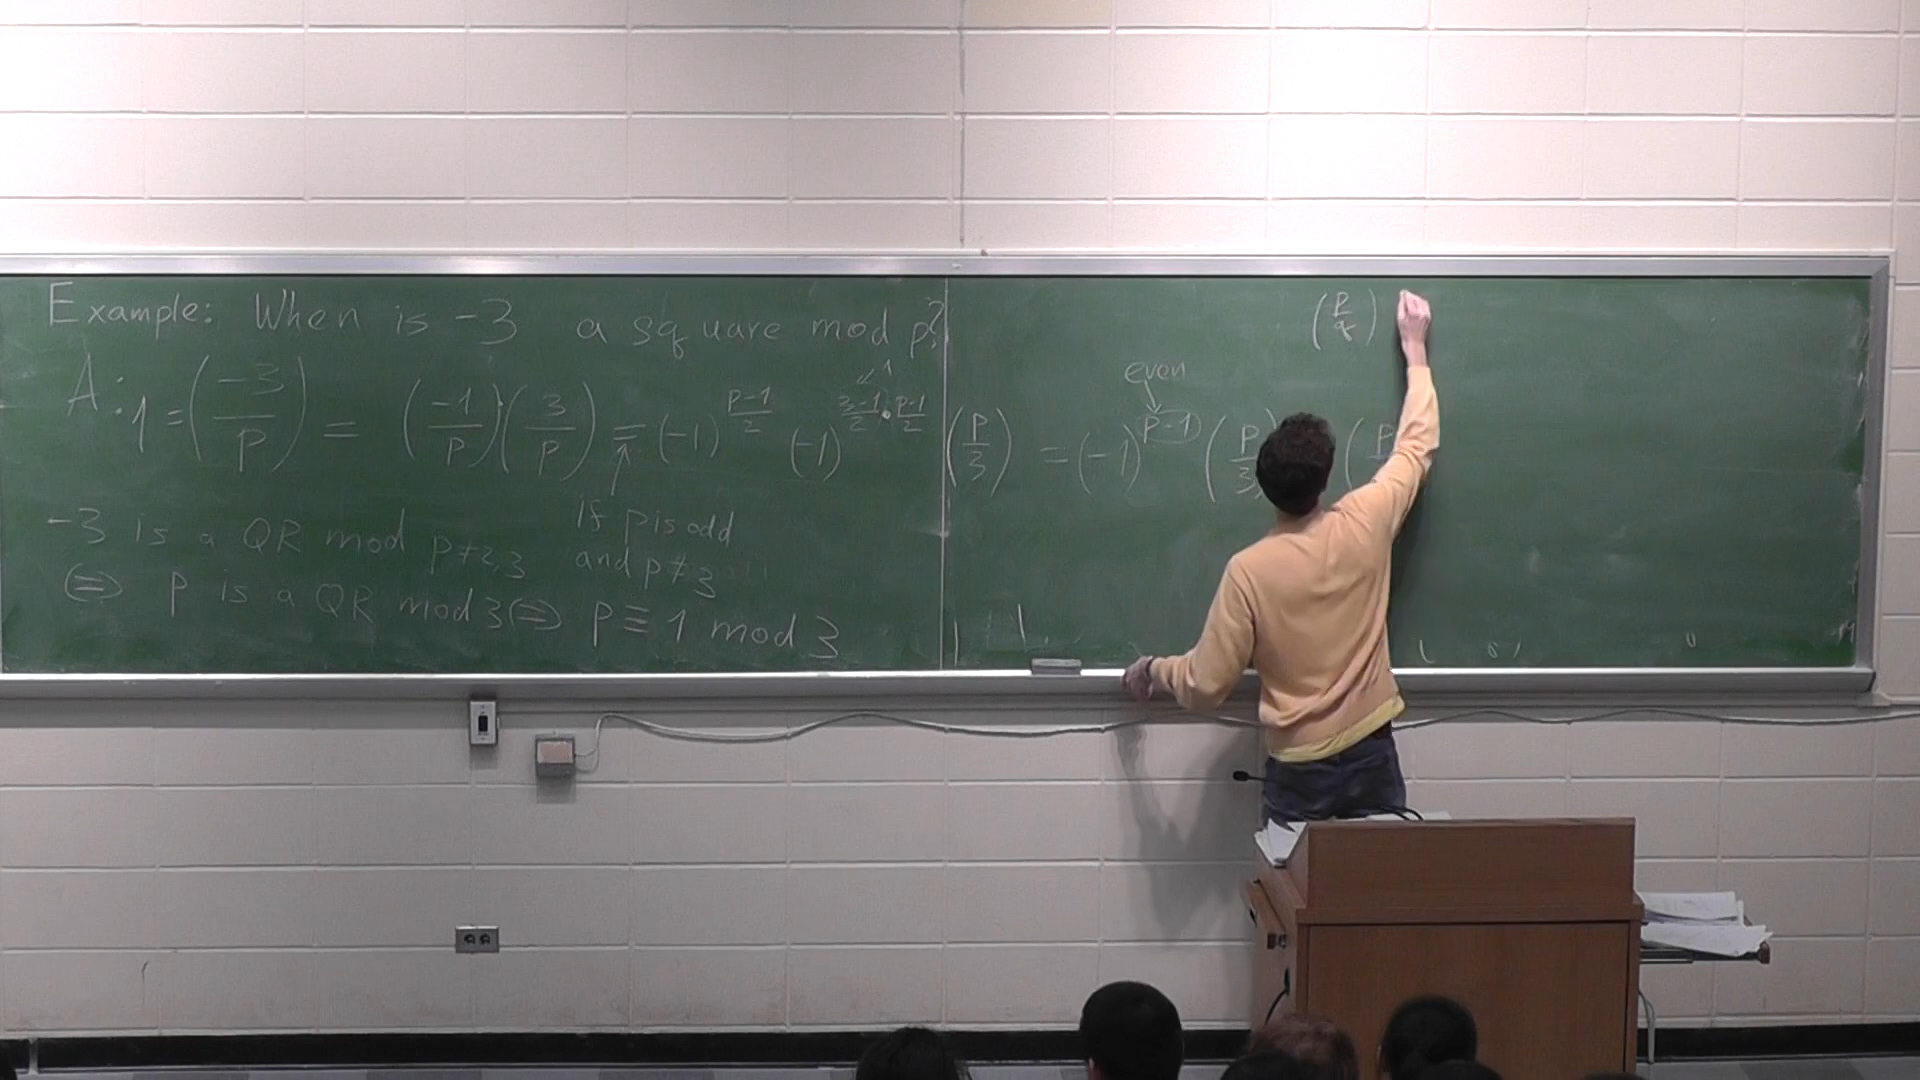 Example: When is -3 a square mod p?
A: 1 = (-3/p) = (-1/p)(3/p) = (-1)^{p-1/2} (-1)^{3-1/2 · p-1/2} (p/3) = (-1)^{p-1} (p/3)
1
even
if p is odd
and p ≠ 3
-3 is a QR mod p≠2,3
⇔ p is a QR mod 3 ⇔ p ≡ 1 mod 3
(p/q)